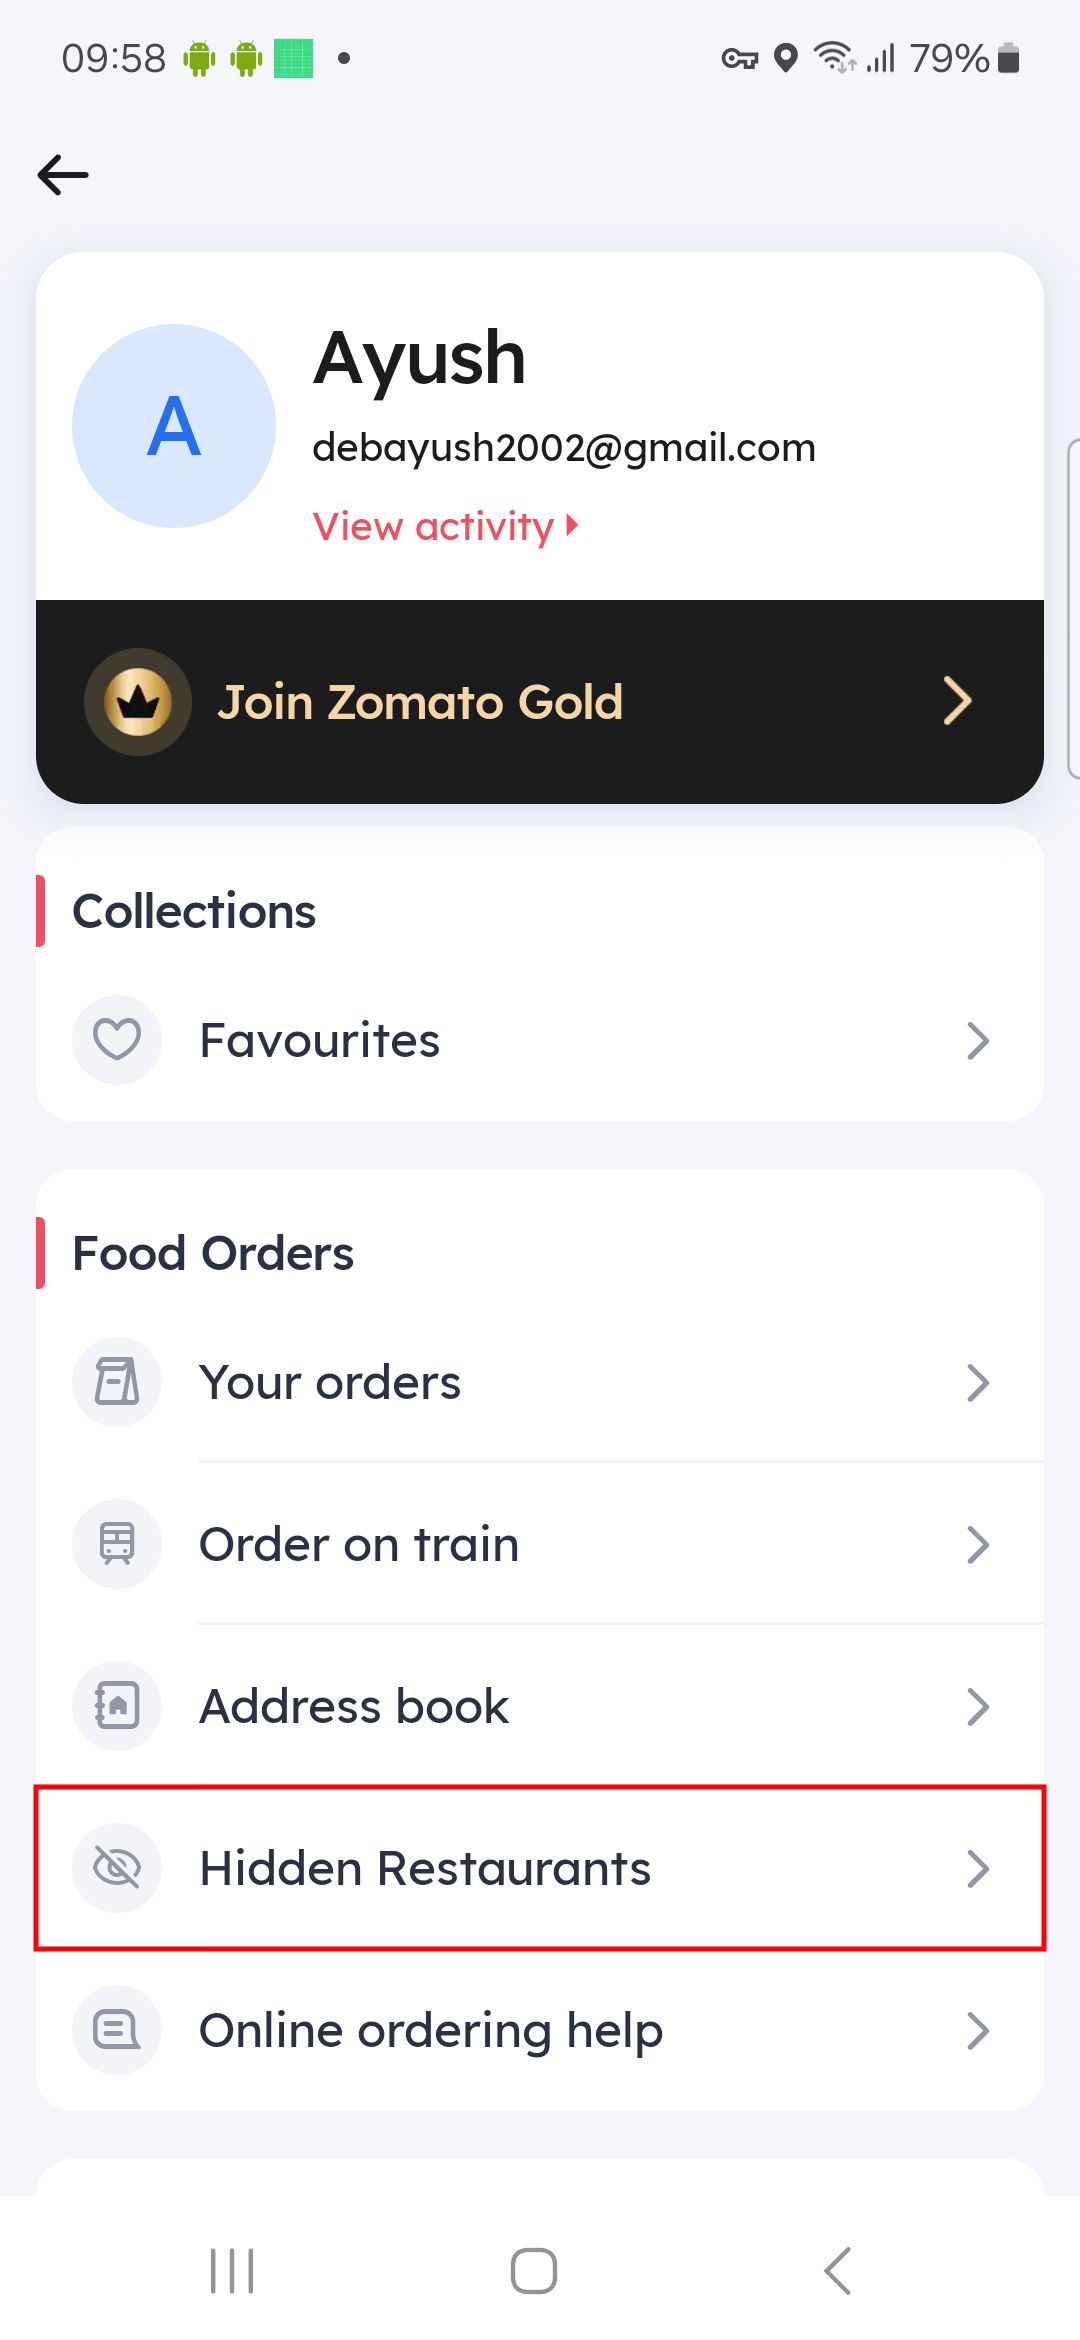 09:58 79%
A
Ayush
debayush2002@gmail.com
View activity
Join Zomato Gold
Collections
Favourites
Food Orders
Your orders
Order on train
Address book
Hidden Restaurants
Online ordering help